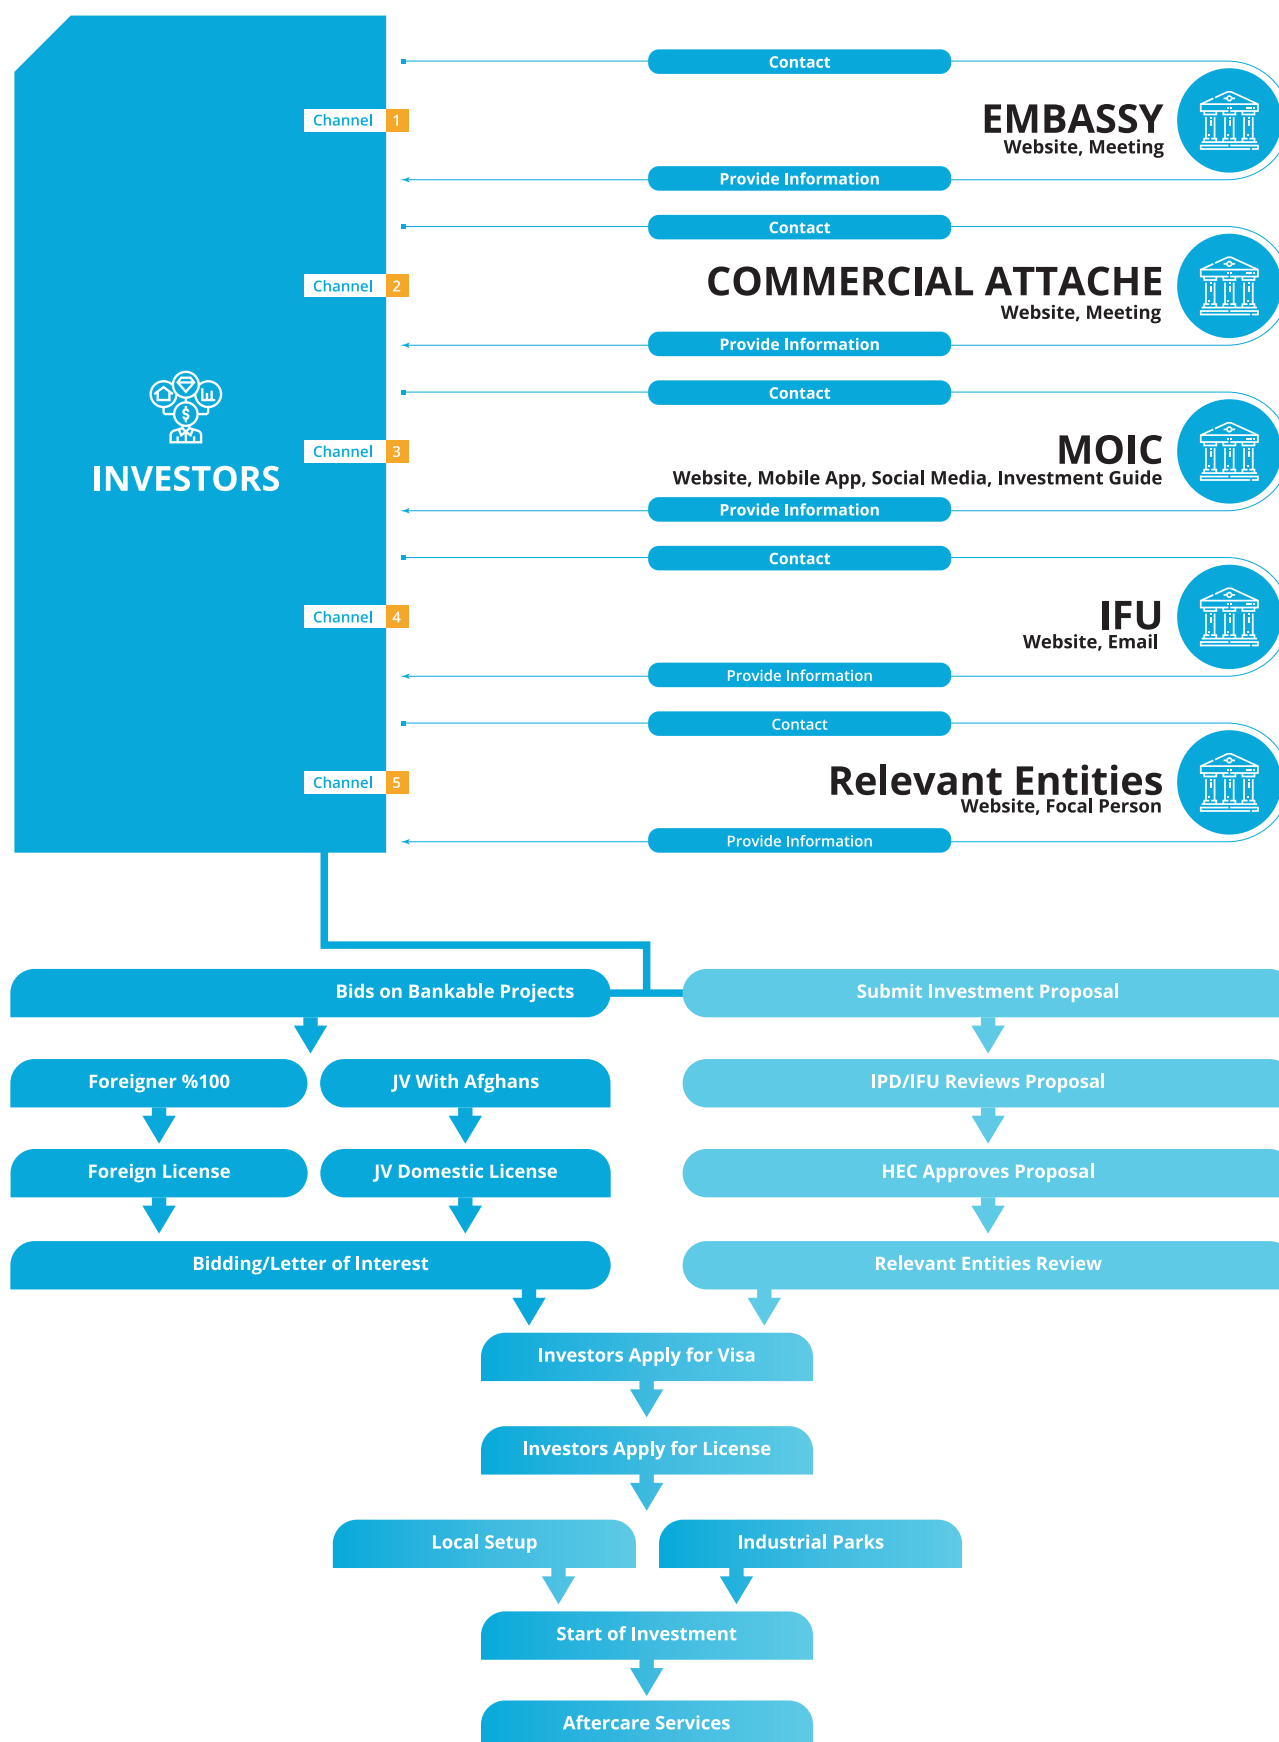 INVESTORS
Contact
Channel 1
EMBASSY
Website, Meeting
Provide Information
Contact
Channel 2
COMMERCIAL ATTACHE
Website, Meeting
Provide Information
Contact
Channel 3
MOIC
Website, Mobile App, Social Media, Investment Guide
Provide Information
Contact
Channel 4
IFU
Website, Email
Provide Information
Contact
Channel 5
Relevant Entities
Website, Focal Person
Provide Information
Bids on Bankable Projects
Submit Investment Proposal
Foreigner %100
JV With Afghans
IPD/IFU Reviews Proposal
Foreign License
JV Domestic License
HEC Approves Proposal
Bidding/Letter of Interest
Relevant Entities Review
Investors Apply for Visa
Investors Apply for License
Local Setup
Industrial Parks
Start of Investment
Aftercare Services